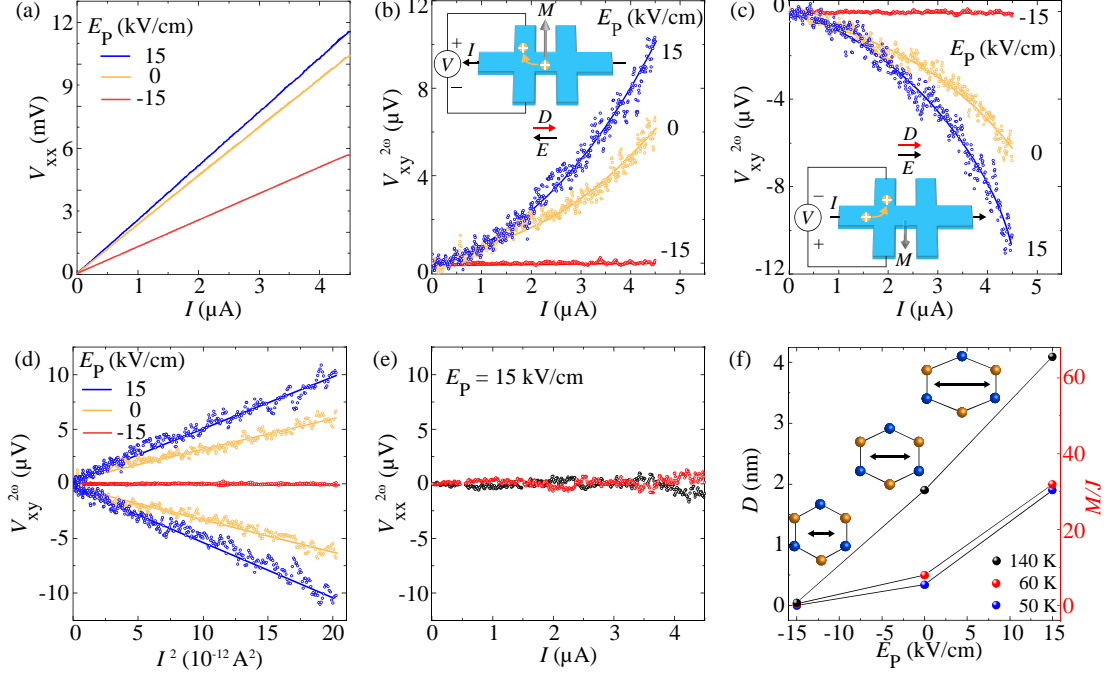 (a)
E_P (kV/cm)
15
0
-15
V_xx (mV)
12
9
6
3
0
0 1 2 3 4
I (μA)
(b)
E_P (kV/cm)
M
I
V
+
−
D
E
15
0
-15
V_xy^2ω (μV)
12
8
4
0
0 1 2 3 4 5
I (μA)
(c)
E_P (kV/cm)
-15
0
15
D
E
I
V
−
+
M
V_xy^2ω (μV)
0
-4
-8
-12
0 1 2 3 4 5
I (μA)
(d)
E_P (kV/cm)
15
0
-15
V_xy^2ω (μV)
10
5
0
-5
-10
0 5 10 15 20
I² (10⁻¹² A²)
(e)
E_P = 15 kV/cm
V_xx^2ω (μV)
10
5
0
-5
-10
0 1 2 3 4
I (μA)
(f)
D (nm)
4
3
2
1
0
140 K
60 K
50 K
60
40
20
0
M/J
-15 -10 -5 0 5 10 15
E_P (kV/cm)